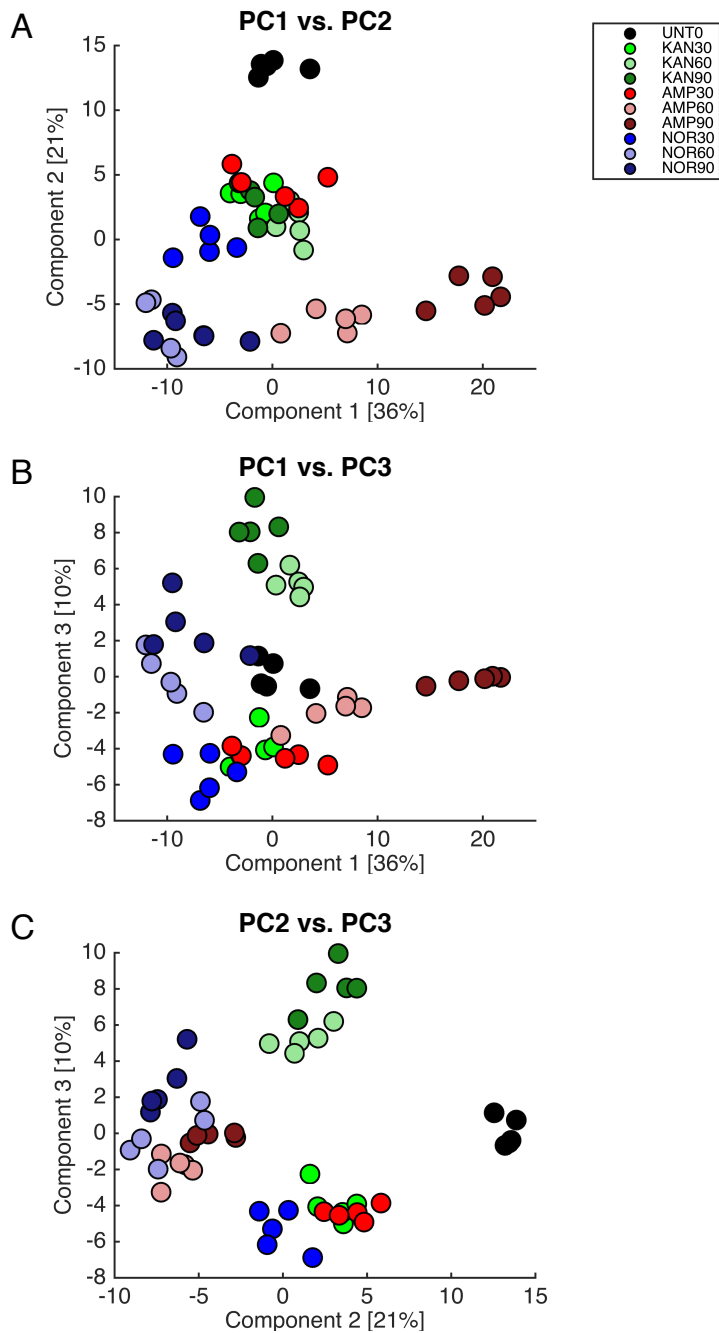 A
PC1 vs. PC2
15
10
5
0
-5
-10
Component 2 [21%]
-10
0
10
20
Component 1 [36%]
UNT0
KAN30
KAN60
KAN90
AMP30
AMP60
AMP90
NOR30
NOR60
NOR90
B
PC1 vs. PC3
10
8
6
4
2
0
-2
-4
-6
-8
Component 3 [10%]
-10
0
10
20
Component 1 [36%]
C
PC2 vs. PC3
10
8
6
4
2
0
-2
-4
-6
-8
Component 3 [10%]
-10
-5
0
5
10
15
Component 2 [21%]